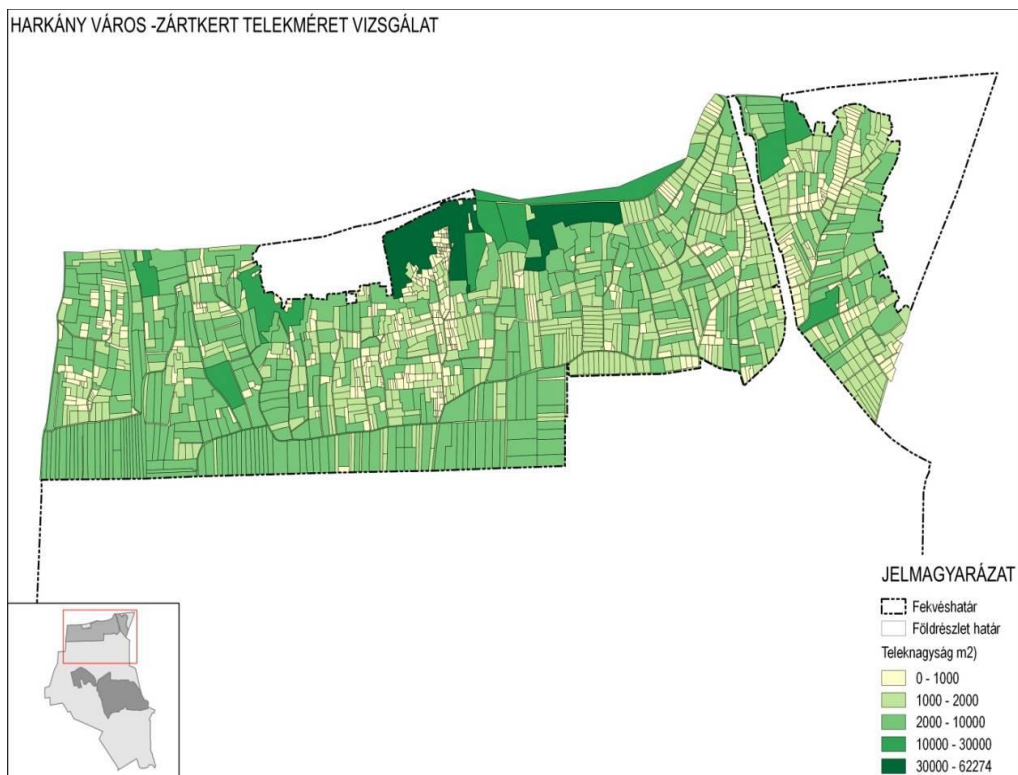 HARKÁNY VÁROS -ZÁRTKERT TELEKMÉRET VIZSGÁLAT
JELMAGYARÁZAT
Fekvéshatár
Földrészlet határ
Teleknagyság m2)
0 - 1000
1000 - 2000
2000 - 10000
10000 - 30000
30000 - 62274